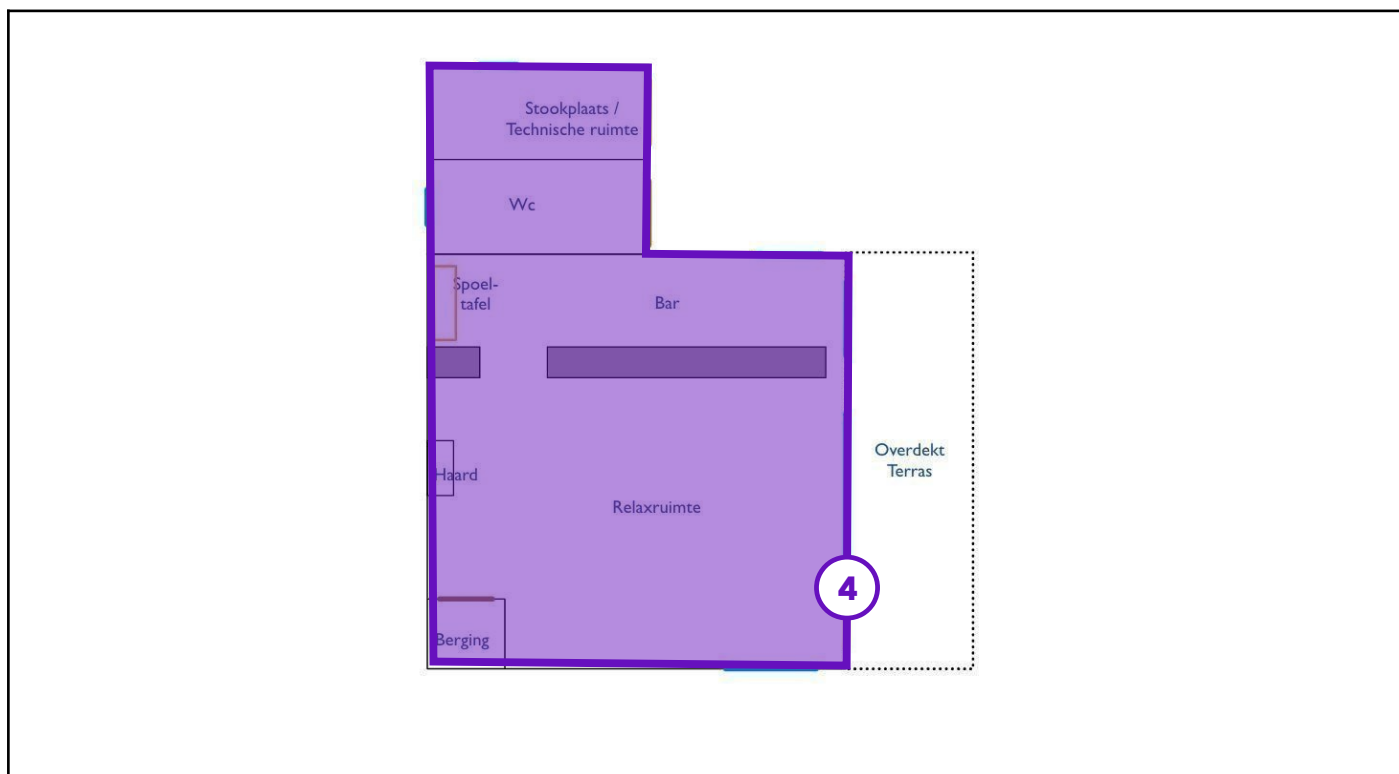 Stookplaats /
Technische ruimte
Wc
Spoel-
tafel
Bar
Overdekt
Terras
Haard
Relaxruimte
4
Berging